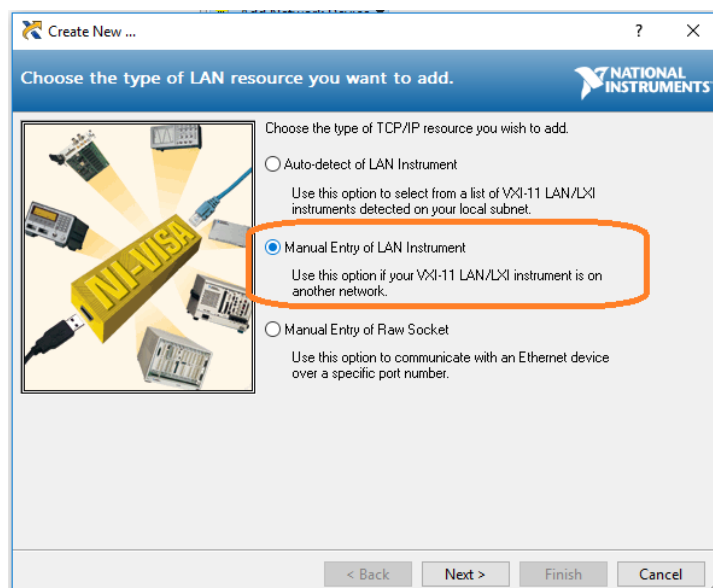 Add Network Device
Create New ...
?
Choose the type of LAN resource you want to add.
NATIONAL
INSTRUMENTS
Choose the type of TCP/IP resource you wish to add.
Auto-detect of LAN Instrument
Use this option to select from a list of VXI-11 LAN/LXI
instruments detected on your local subnet.
Manual Entry of LAN Instrument
Use this option if your VXI-11 LAN/LXI instrument is on
another network.
Manual Entry of Raw Socket
Use this option to communicate with an Ethernet device
over a specific port number.
NI-VISA
< Back
Next >
Finish
Cancel